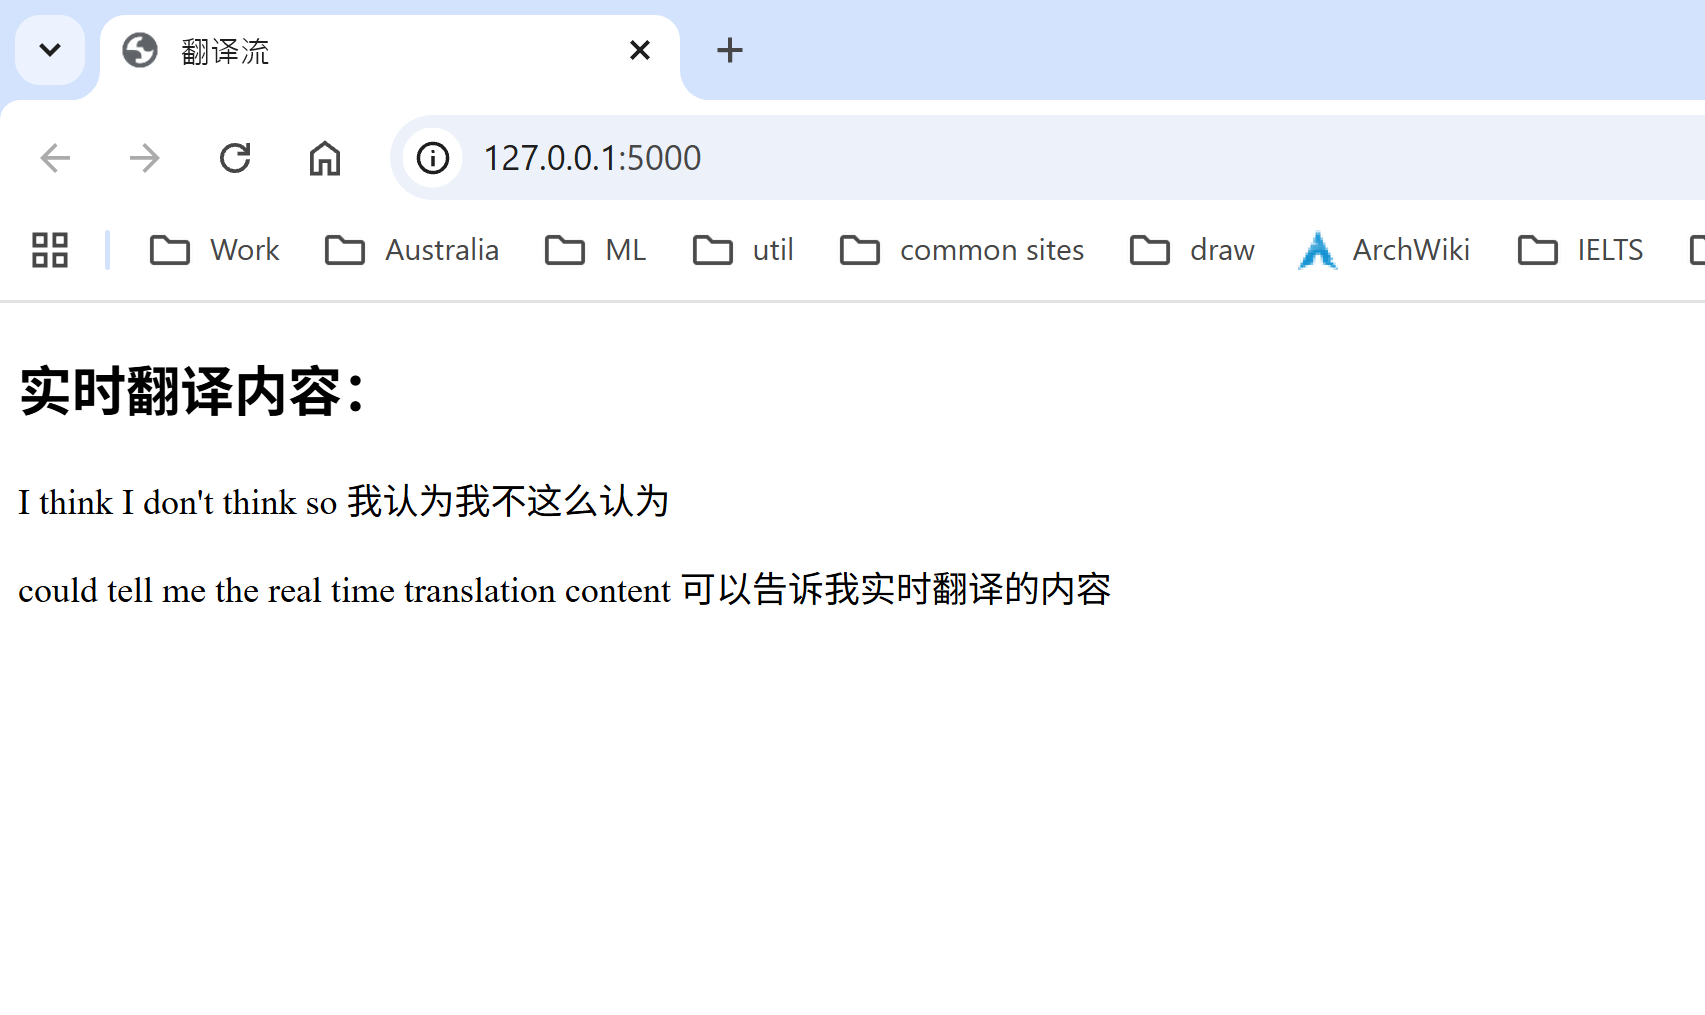 翻译流
127.0.0.1:5000
Work Australia ML util common sites draw ArchWiki IELTS
实时翻译内容：
I think I don't think so 我认为我不这么认为
could tell me the real time translation content 可以告诉我实时翻译的内容